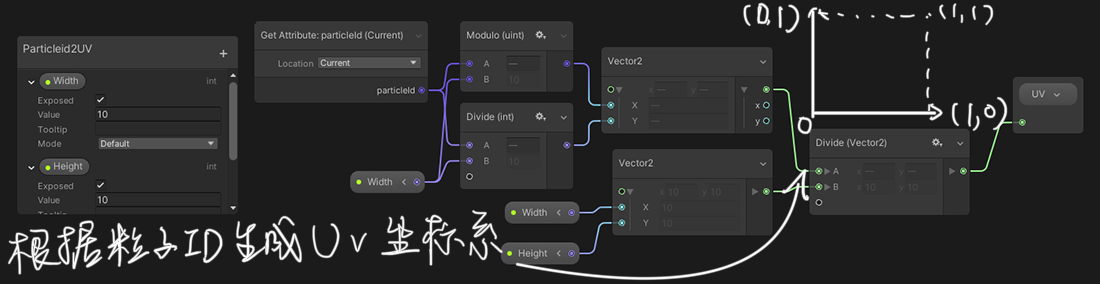 Particleid2UV
+
Width
int
Exposed
Value
10
Tooltip
Mode
Default
Height
int
Exposed
Value
10
Get Attribute: particleId (Current)
Location
Current
particleId
Modulo (uint)
A
—
B
10
Divide (int)
A
—
B
10
Width
Vector2
x — y —
X
—
x
Y
—
y
Vector2
x 10 y 10
X
10
Y
10
Width
Height
Divide (Vector2)
A
x — y —
B
x 10 y 10
UV
(0,1)
(1,1)
0
(1,0)
根据粒子ID生成UV坐标系